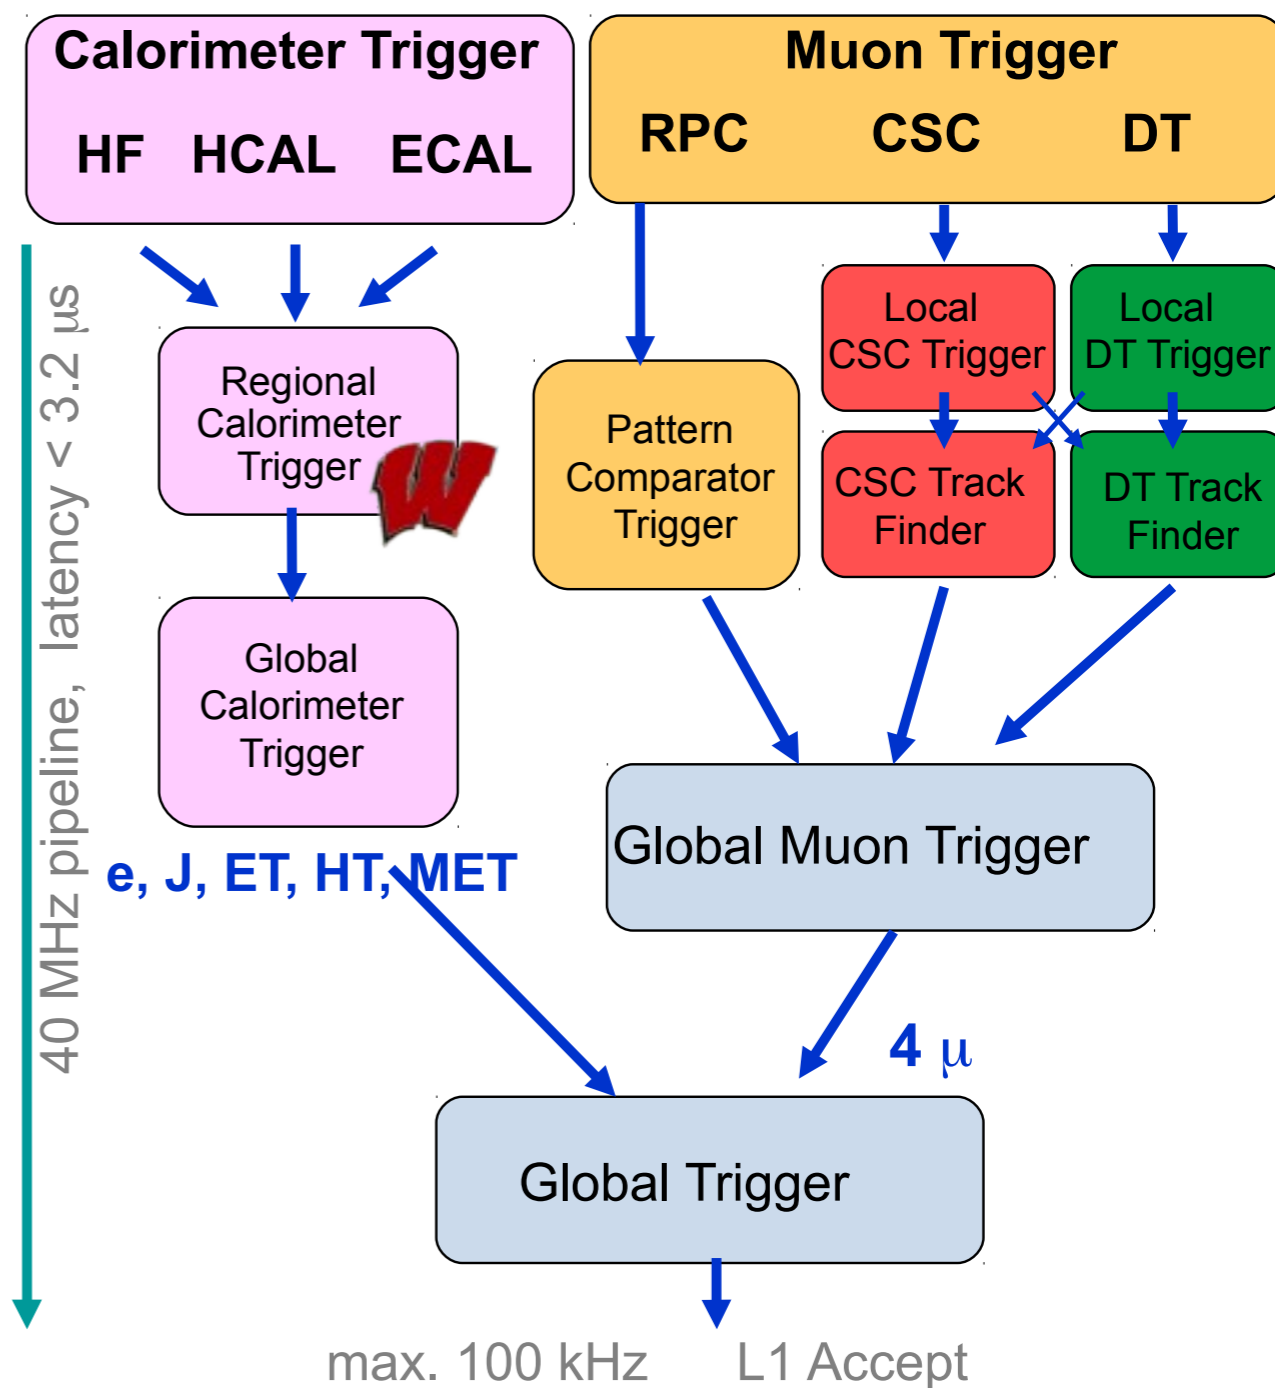 Calorimeter Trigger
HF HCAL ECAL
Muon Trigger
RPC CSC DT
40 MHz pipeline, latency < 3.2 μs
Regional
Calorimeter
Trigger
W
Global
Calorimeter
Trigger
e, J, ET, HT, MET
Pattern
Comparator
Trigger
Local
CSC Trigger
Local
DT Trigger
CSC Track
Finder
DT Track
Finder
Global Muon Trigger
4 μ
Global Trigger
max. 100 kHz L1 Accept